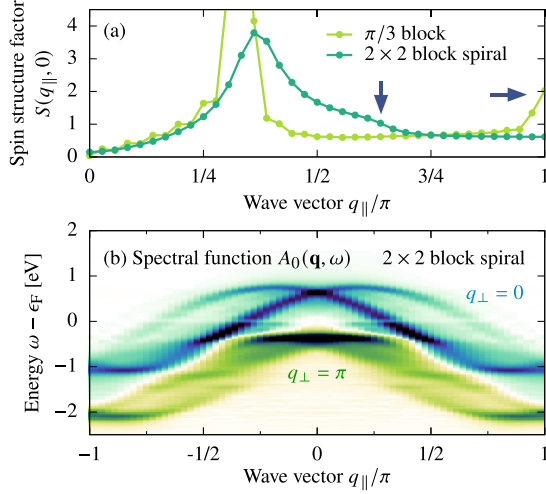 (a)
π/3 block
2 × 2 block spiral
Spin structure factor
S(q∥, 0)
4
3
2
1
0
0
1/4
1/2
3/4
1
Wave vector q∥/π
(b) Spectral function A₀(q, ω)
2 × 2 block spiral
q⊥ = 0
q⊥ = π
Energy ω − ϵF [eV]
2
1
0
−1
−2
−1
-1/2
0
1/2
1
Wave vector q∥/π